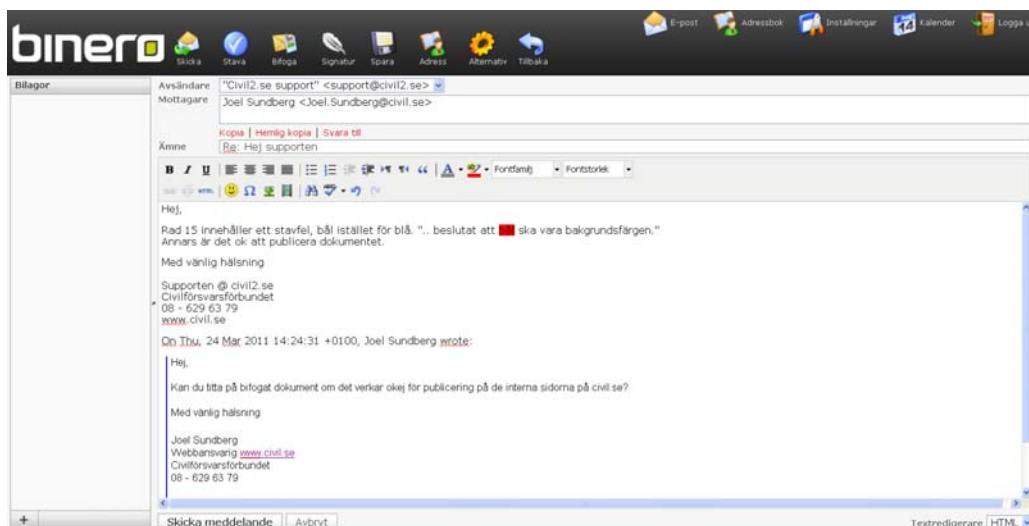 E-post Adressbok Inställningar Kalender Logga u
binero Skicka Stava Bifoga Signatur Spara Adress Alternativ Tillbaka
Bilagor
Avsändare "Civil2.se support" <support@civil2.se>
Mottagare Joel Sundberg <Joel.Sundberg@civil.se>
Kopia | Hemlig kopia | Svara till
Ämne Re: Hej supporten
B I U A Fontfamilj Fontstorlek
HTML Ω
Hej,
Rad 15 innehåller ett stavfel, bål istället för blå. ".. beslutat att bål ska vara bakgrundsfärgen."
Annars är det ok att publicera dokumentet.
Med vänlig hälsning
Supporten @ civil2.se
Civilförsvarsförbundet
08 - 629 63 79
www.civil.se
On Thu, 24 Mar 2011 14:24:31 +0100, Joel Sundberg wrote:
Hej,
Kan du titta på bifogat dokument om det verkar okej för publicering på de interna sidorna på civil.se?
Med vänlig hälsning
Joel Sundberg
Webbansvarig www.civil.se
Civilförsvarsförbundet
08 - 629 63 79
+ Skicka meddelande Avbryt Textredigerare HTML